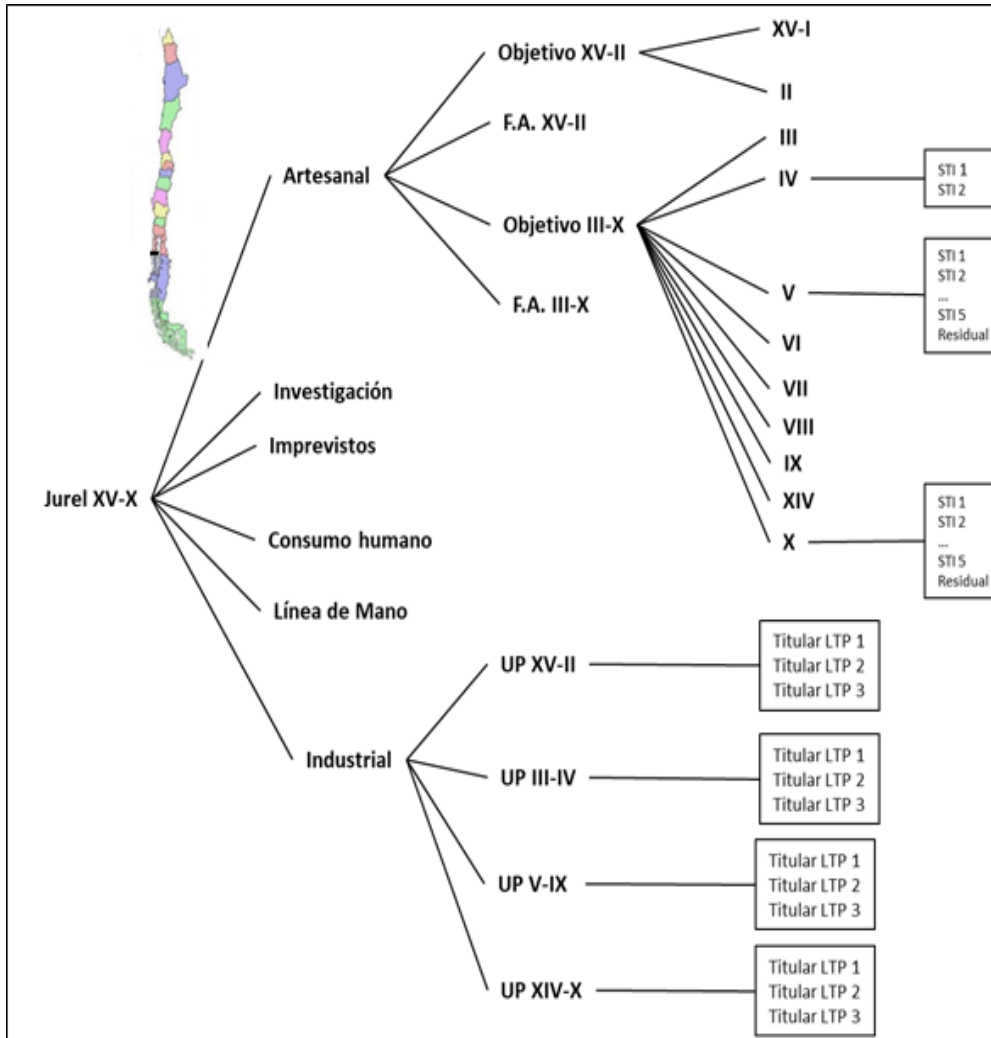 XV-I
Objetivo XV-II
II
F.A. XV-II
III
Artesanal
IV
STI 1
STI 2
Objetivo III-X
STI 1
STI 2
...
STI 5
Residual
V
F.A. III-X
VI
VII
Investigación
VIII
Imprevistos
IX
Jurel XV-X
XIV
STI 1
STI 2
...
STI 5
Residual
Consumo humano
X
Línea de Mano
UP XV-II
Titular LTP 1
Titular LTP 2
Titular LTP 3
Industrial
UP III-IV
Titular LTP 1
Titular LTP 2
Titular LTP 3
UP V-IX
Titular LTP 1
Titular LTP 2
Titular LTP 3
UP XIV-X
Titular LTP 1
Titular LTP 2
Titular LTP 3